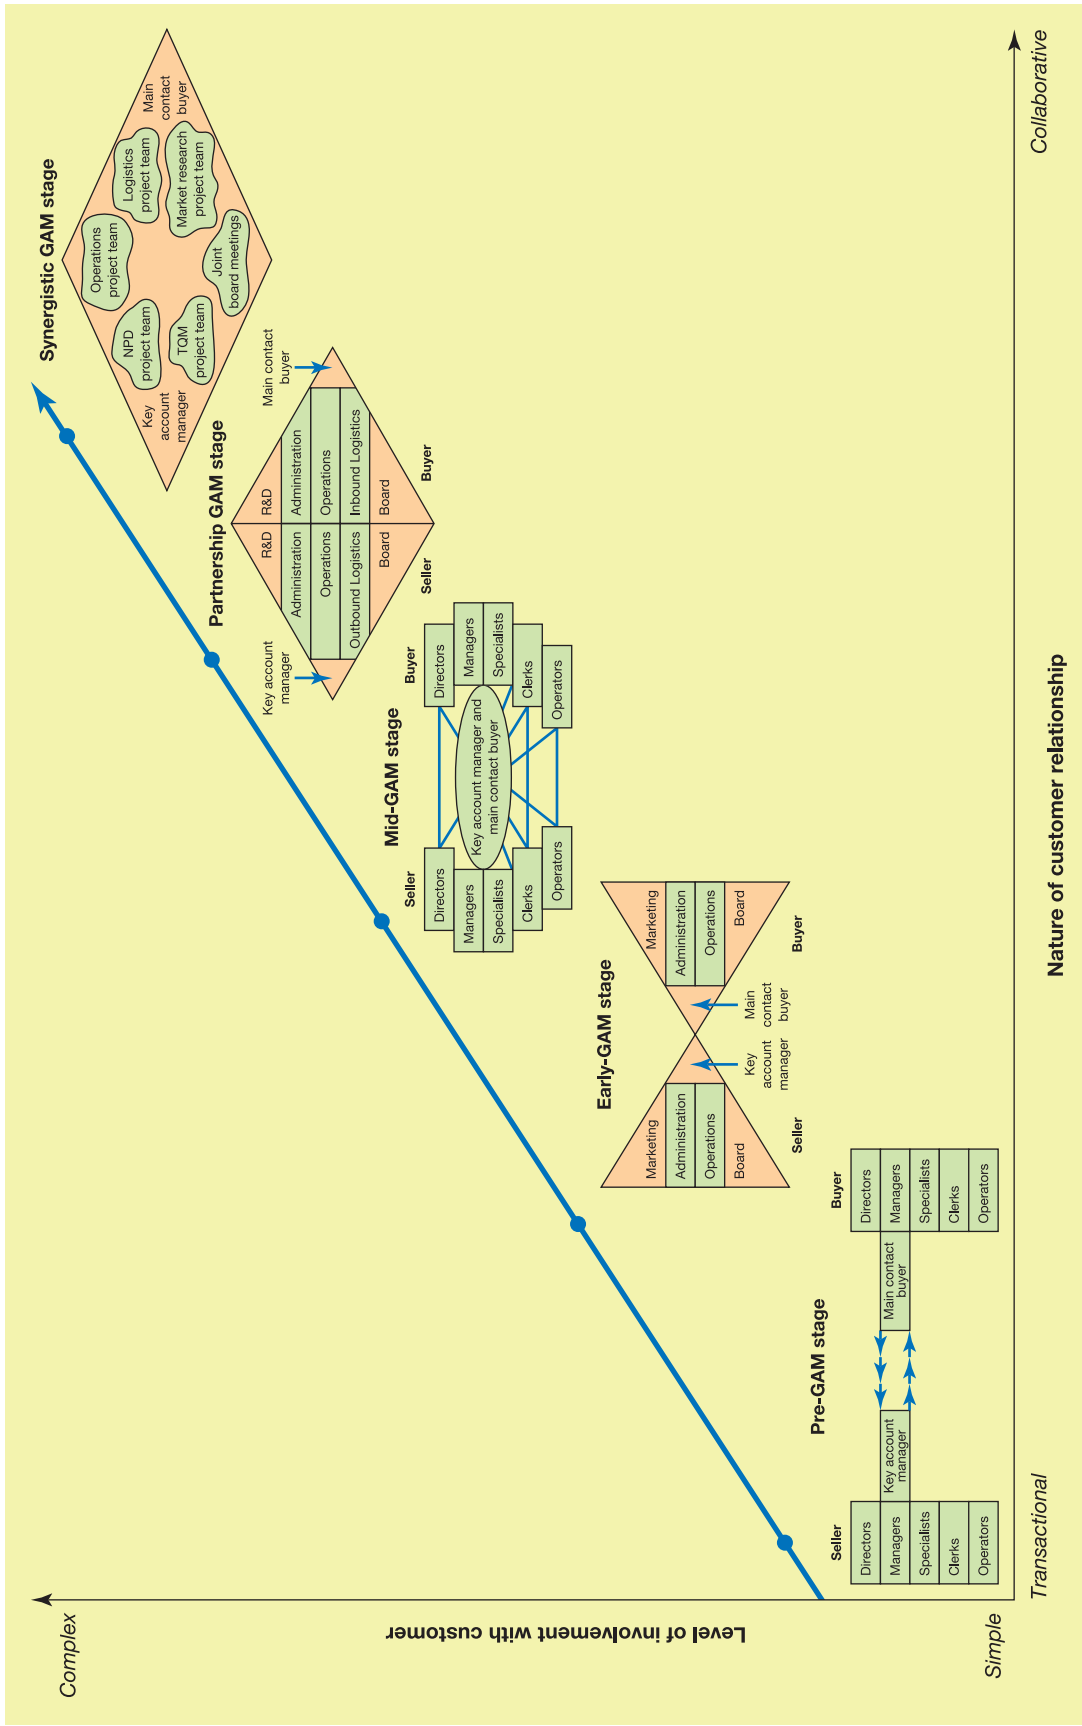 Complex
Level of involvement with customer
Simple
Synergistic GAM stage
Key
account
manager
NPD
project team
Operations
project team
Logistics
project team
TQM
project team
Joint
board meetings
Market research
project team
Main
contact
buyer
Partnership GAM stage
Key account
manager
Main contact
buyer
R&D
R&D
Administration
Administration
Operations
Operations
Outbound Logistics
Inbound Logistics
Board
Board
Seller
Buyer
Mid-GAM stage
Seller
Buyer
Directors
Managers
Specialists
Clerks
Operators
Key account manager and
main contact buyer
Directors
Managers
Specialists
Clerks
Operators
Early-GAM stage
Marketing
Administration
Operations
Board
Marketing
Administration
Operations
Board
Key
account
manager
Main
contact
buyer
Seller
Buyer
Pre-GAM stage
Seller
Buyer
Directors
Managers
Specialists
Clerks
Operators
Key account
manager
Main contact
buyer
Directors
Managers
Specialists
Clerks
Operators
Transactional
Collaborative
Nature of customer relationship